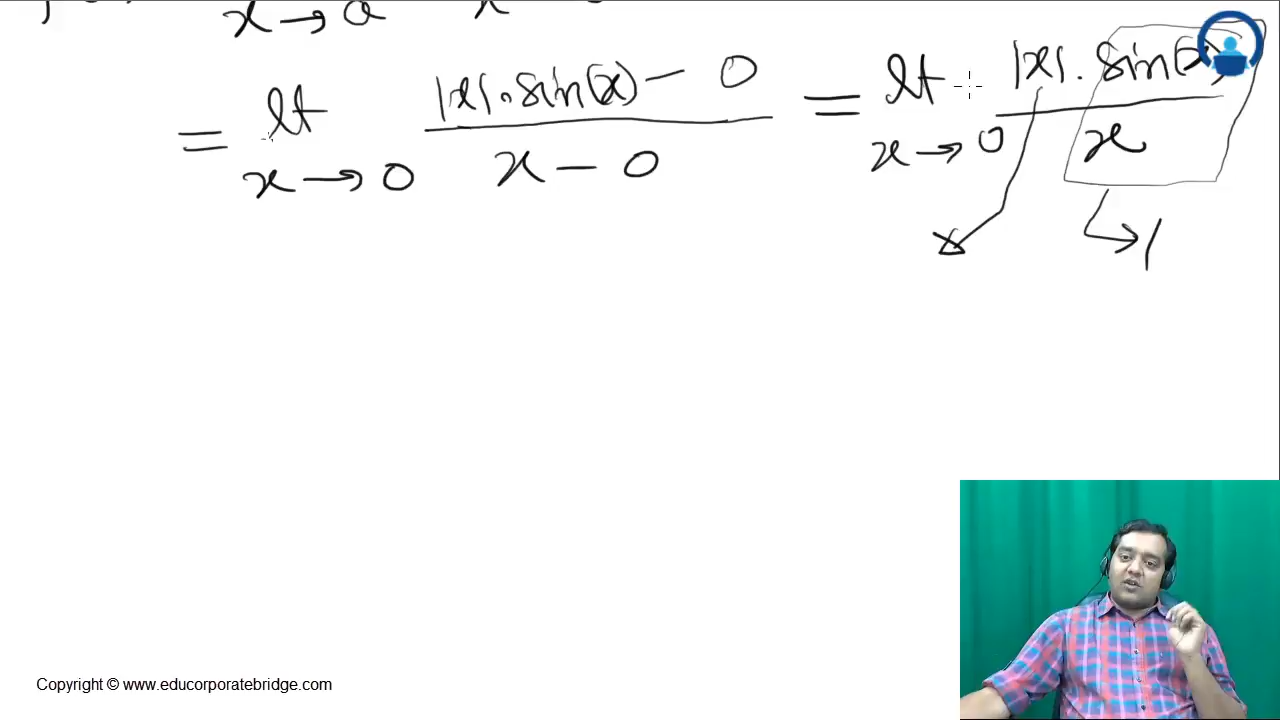 x → a x
= lt x → 0 |x|.sin(x) − 0 / x − 0 = lt x → 0 |x|.sin(x) / x
→ 1
Copyright © www.educorporatebridge.com